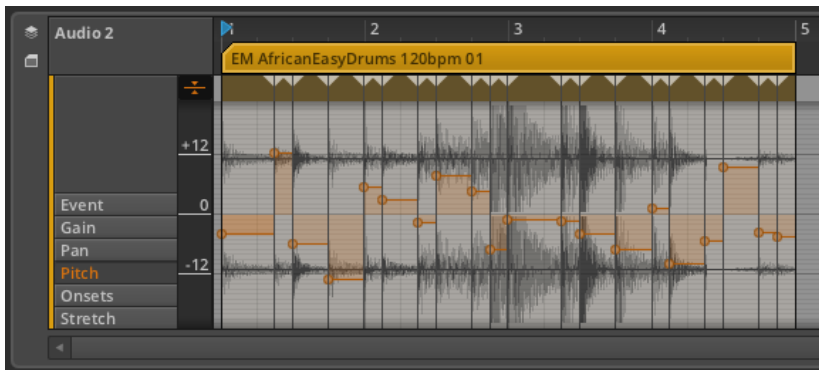 Audio 2
1 2 3 4 5
EM AfricanEasyDrums 120bpm 01
+12
0
-12
Event
Gain
Pan
Pitch
Onsets
Stretch